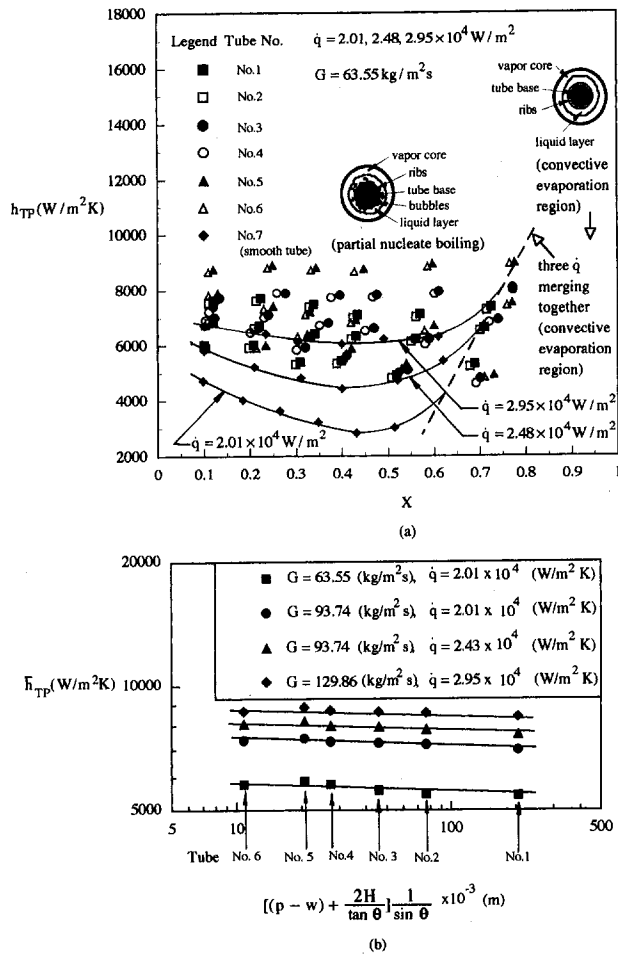 18000
16000
14000
12000
h_TP (W/m²K)
10000
8000
6000
4000
2000
Legend Tube No.
No.1
No.2
No.3
No.4
No.5
No.6
No.7
(smooth tube)
q̇ = 2.01, 2.48, 2.95×10⁴ W/m²
G = 63.55 kg/m²s
vapor core
tube base
ribs
liquid layer
(convective
evaporation
region)
vapor core
ribs
tube base
bubbles
liquid layer
(partial nucleate boiling)
three q̇
merging
together
(convective
evaporation
region)
q̇ = 2.95×10⁴ W/m²
q̇ = 2.48×10⁴ W/m²
q̇ = 2.01×10⁴ W/m²
0 0.1 0.2 0.3 0.4 0.5 0.6 0.7 0.8 0.9 1
X
(a)
20000
10000
5000
h̄_TP (W/m²K)
G = 63.55 (kg/m²s), q̇ = 2.01 x 10⁴ (W/m² K)
G = 93.74 (kg/m²s), q̇ = 2.01 x 10⁴ (W/m² K)
G = 93.74 (kg/m²s), q̇ = 2.43 x 10⁴ (W/m² K)
G = 129.86 (kg/m²s), q̇ = 2.95 x 10⁴ (W/m² K)
5 10 100 500
Tube No. 6 No. 5 No.4 No. 3 No.2 No.1
[(p − w) + 2H / tan θ] 1 / sin θ ×10⁻³ (m)
(b)